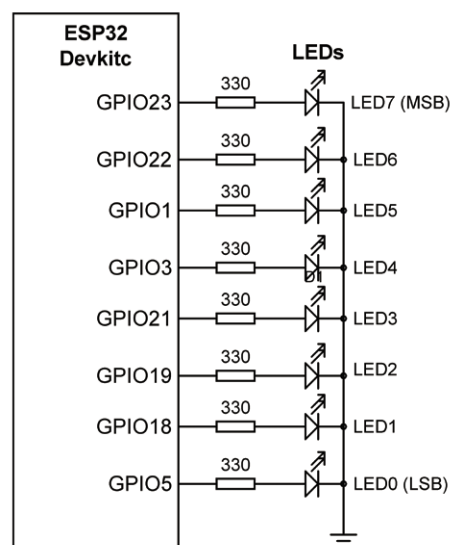 ESP32
Devkitc
LEDs
GPIO23 330 LED7 (MSB)
GPIO22 330 LED6
GPIO1 330 LED5
GPIO3 330 LED4
D1
GPIO21 330 LED3
GPIO19 330 LED2
GPIO18 330 LED1
GPIO5 330 LED0 (LSB)